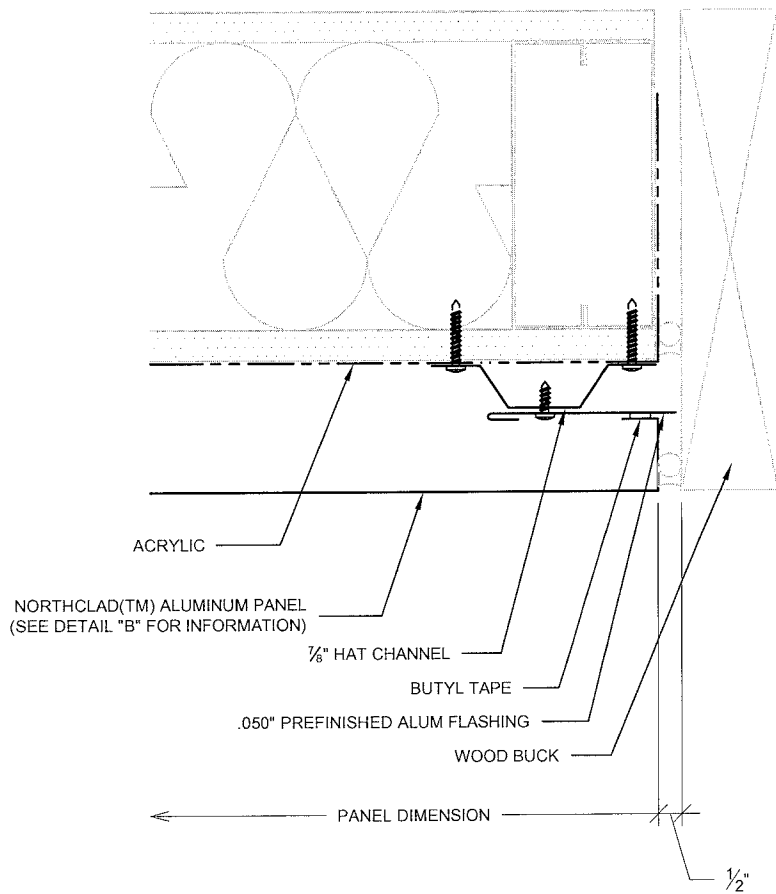 ACRYLIC
NORTHCLAD(TM) ALUMINUM PANEL
(SEE DETAIL "B" FOR INFORMATION)
⅞" HAT CHANNEL
BUTYL TAPE
.050" PREFINISHED ALUM FLASHING
WOOD BUCK
PANEL DIMENSION
½"